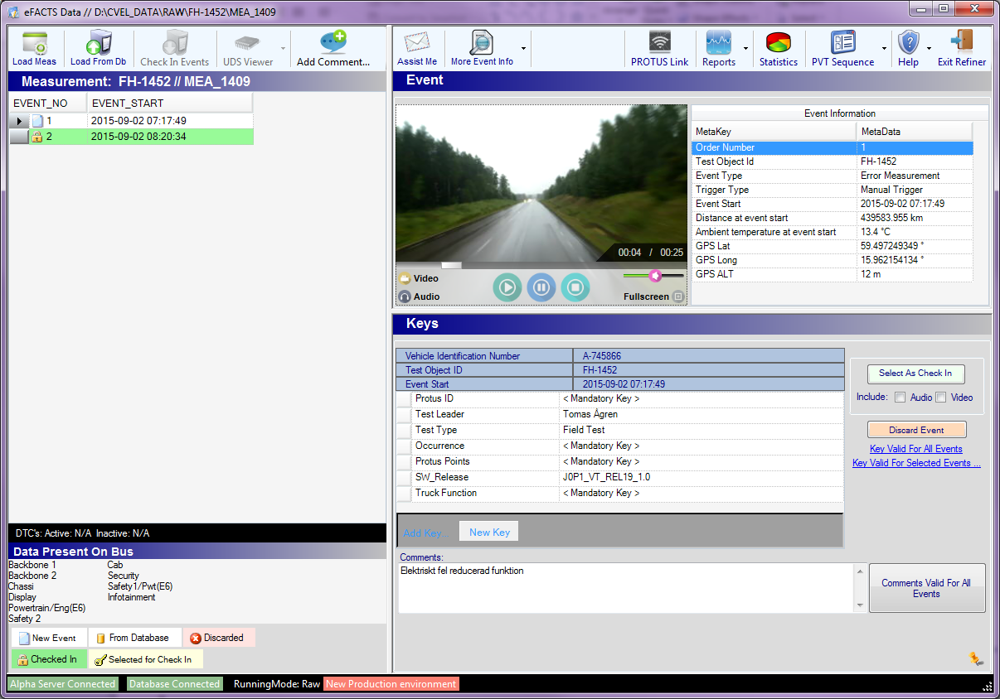 eFACTS Data // D:\CVEL_DATA\RAW\FH-1452\MEA_1409
Load Meas
Load From Db
Check In Events
UDS Viewer
Add Comment...
Assist Me
More Event Info
PROTUS Link
Reports
Statistics
PVT Sequence
Help
Exit Refiner
Measurement: FH-1452 // MEA_1409
EVENT_NO EVENT_START
1 2015-09-02 07:17:49
2 2015-09-02 08:20:34
DTC's: Active: N/A Inactive: N/A
Data Present On Bus
Backbone 1 Cab
Backbone 2 Security
Chassi Safety1/Pwt(E6)
Display Infotainment
Powertrain/Eng(E6)
Safety 2
New Event From Database Discarded
Checked In Selected for Check In
Event
00:04 / 00:25
Video
Audio
Fullscreen
Event Information
MetaKey MetaData
Order Number 1
Test Object Id FH-1452
Event Type Error Measurement
Trigger Type Manual Trigger
Event Start 2015-09-02 07:17:49
Distance at event start 439583.955 km
Ambient temperature at event start 13.4 °C
GPS Lat 59.497249349 °
GPS Long 15.962154134 °
GPS ALT 12 m
Keys
Vehicle Identification Number A-745866
Test Object ID FH-1452
Event Start 2015-09-02 07:17:49
Protus ID < Mandatory Key >
Test Leader Tomas Ågren
Test Type Field Test
Occurrence < Mandatory Key >
Protus Points < Mandatory Key >
SW_Release J0P1_VT_REL19_1.0
Truck Function < Mandatory Key >
Add Key... New Key
Select As Check In
Include: Audio Video
Discard Event
Key Valid For All Events
Key Valid For Selected Events ...
Comments:
Elektriskt fel reducerad funktion
Comments Valid For All
Events
Alpha Server Connected Database Connected RunningMode: Raw New Production environment